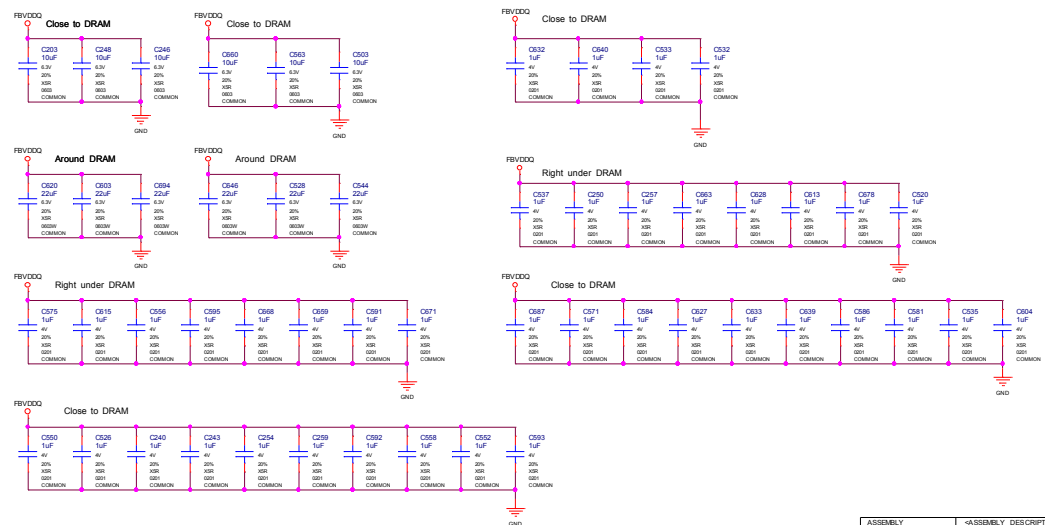 FBVDDQ Close to DRAM
C203 C248 C246
10uF 10uF 10uF
6.3V 6.3V 6.3V
20% 20% 20%
X5R X5R X5R
0603 0603 0603
COMMON COMMON COMMON
GND
FBVDDQ Close to DRAM
C660 C563 C503
10uF 10uF 10uF
6.3V 6.3V 6.3V
20% 20% 20%
X5R X5R X5R
0603 0603 0603
COMMON COMMON COMMON
GND
FBVDDQ Close to DRAM
C632 C640 C533 C532
1uF 1uF 1uF 1uF
4V 4V 4V 4V
20% 20% 20% 20%
X5R X5R X5R X5R
0201 0201 0201 0201
COMMON COMMON COMMON COMMON
GND
FBVDDQ Around DRAM
C620 C603 C694
22uF 22uF 22uF
6.3V 6.3V 6.3V
20% 20% 20%
X5R X5R X5R
0603W 0603W 0603W
COMMON COMMON COMMON
GND
FBVDDQ Around DRAM
C646 C528 C544
22uF 22uF 22uF
6.3V 6.3V 6.3V
20% 20% 20%
X5R X5R X5R
0603W 0603W 0603W
COMMON COMMON COMMON
GND
FBVDDQ Right under DRAM
C537 C250 C257 C663 C628 C613 C678 C520
1uF 1uF 1uF 1uF 1uF 1uF 1uF 1uF
4V 4V 4V 4V 4V 4V 4V 4V
20% 20% 20% 20% 20% 20% 20% 20%
X5R X5R X5R X5R X5R X5R X5R X5R
0201 0201 0201 0201 0201 0201 0201 0201
COMMON COMMON COMMON COMMON COMMON COMMON COMMON COMMON
GND
FBVDDQ Right under DRAM
C575 C615 C556 C595 C668 C659 C591 C671
1uF 1uF 1uF 1uF 1uF 1uF 1uF 1uF
4V 4V 4V 4V 4V 4V 4V 4V
20% 20% 20% 20% 20% 20% 20% 20%
X5R X5R X5R X5R X5R X5R X5R X5R
0201 0201 0201 0201 0201 0201 0201 0201
COMMON COMMON COMMON COMMON COMMON COMMON COMMON COMMON
GND
FBVDDQ Close to DRAM
C687 C571 C584 C627 C633 C639 C586 C581 C535 C604
1uF 1uF 1uF 1uF 1uF 1uF 1uF 1uF 1uF 1uF
4V 4V 4V 4V 4V 4V 4V 4V 4V 4V
20% 20% 20% 20% 20% 20% 20% 20% 20% 20%
X5R X5R X5R X5R X5R X5R X5R X5R X5R X5R
0201 0201 0201 0201 0201 0201 0201 0201 0201 0201
COMMON COMMON COMMON COMMON COMMON COMMON COMMON COMMON COMMON COMMON
GND
FBVDDQ Close to DRAM
C550 C526 C240 C243 C254 C259 C592 C558 C552 C593
1uF 1uF 1uF 1uF 1uF 1uF 1uF 1uF 1uF 1uF
4V 4V 4V 4V 4V 4V 4V 4V 4V 4V
20% 20% 20% 20% 20% 20% 20% 20% 20% 20%
X5R X5R X5R X5R X5R X5R X5R X5R X5R X5R
0201 0201 0201 0201 0201 0201 0201 0201 0201 0201
COMMON COMMON COMMON COMMON COMMON COMMON COMMON COMMON COMMON COMMON
GND
ASSEMBLY <ASSEMBLY_DESCRIPT